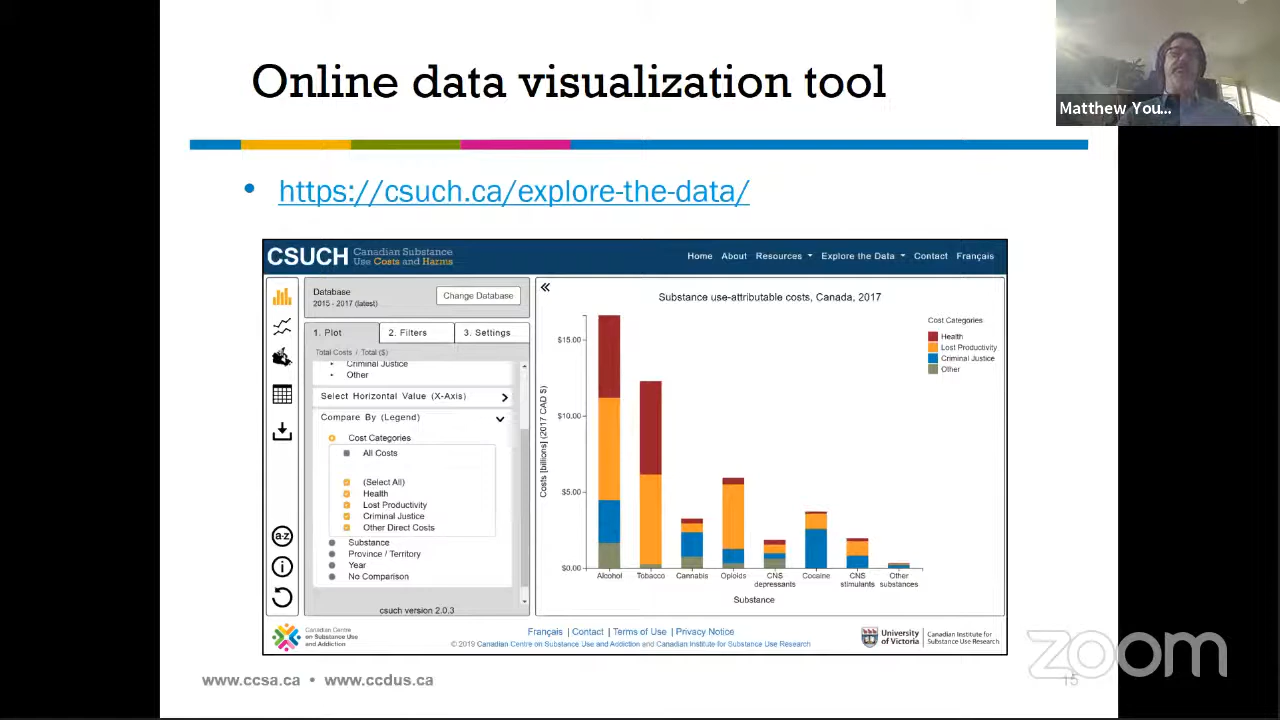 Online data visualization tool
Matthew You...
• https://csuch.ca/explore-the-data/
CSUCH Canadian Substance
Use Costs and Harms
Home About Resources Explore the Data Contact Français
Database
2015 - 2017 (latest)
Change Database
1. Plot 2. Filters 3. Settings
Total Costs / Total ($)
• Criminal Justice
• Other
Select Horizontal Value (X-Axis)
Compare By (Legend)
Cost Categories
All Costs
(Select All)
Health
Lost Productivity
Criminal Justice
Other Direct Costs
Substance
Province / Territory
Year
No Comparison
csuch version 2.0.3
a-z
i
«
Substance use-attributable costs, Canada, 2017
Cost Categories
Health
Lost Productivity
Criminal Justice
Other
Costs [billions] (2017 CAD $)
$15.00
$10.00
$5.00
$0.00
Alcohol Tobacco Cannabis Opioids CNS depressants Cocaine CNS stimulants Other substances
Substance
Canadian Centre
on Substance Use
and Addiction
Français | Contact | Terms of Use | Privacy Notice
© 2019 Canadian Centre on Substance Use and Addiction and Canadian Institute for Substance Use Research
University
of Victoria
Canadian Institute for
Substance Use Research
www.ccsa.ca • www.ccdus.ca
15
zoom